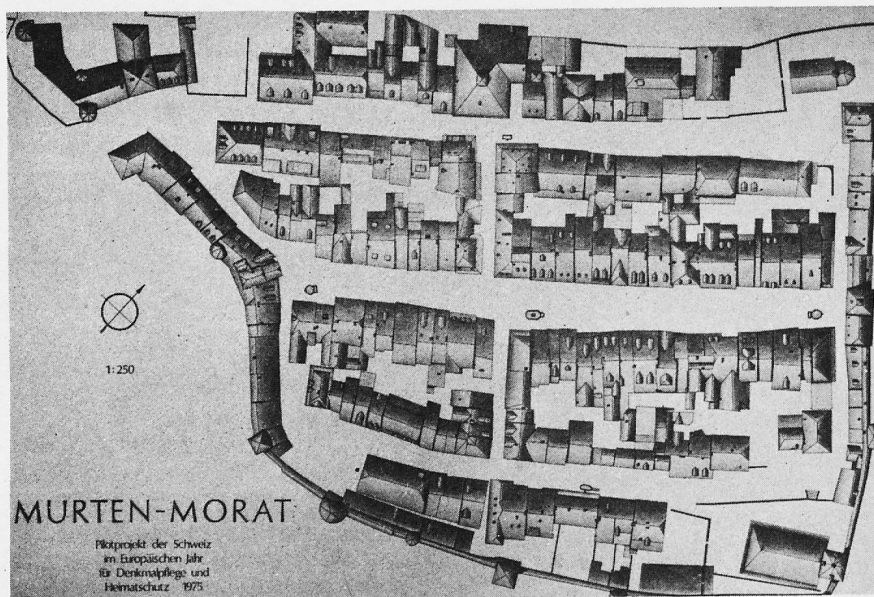 1:250
MURTEN-MORAT
Pilotprojekt der Schweiz
im Europäischen Jahr
für Denkmalpflege und
Heimatschutz 1975